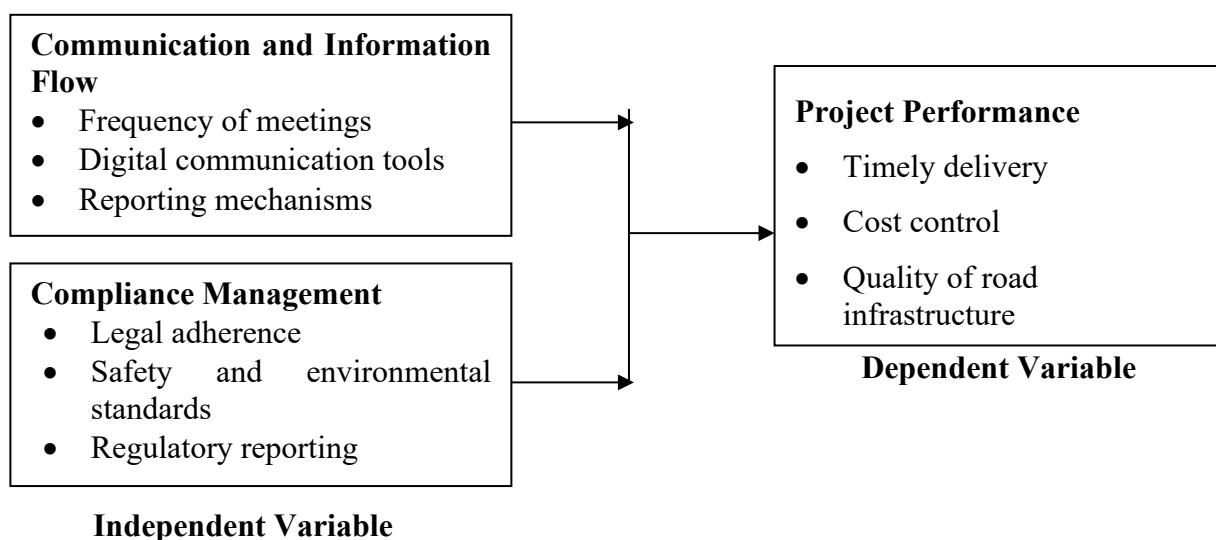 Communication and Information
Flow
• Frequency of meetings
• Digital communication tools
• Reporting mechanisms
Compliance Management
• Legal adherence
• Safety and environmental
standards
• Regulatory reporting
Independent Variable
Project Performance
• Timely delivery
• Cost control
• Quality of road
infrastructure
Dependent Variable